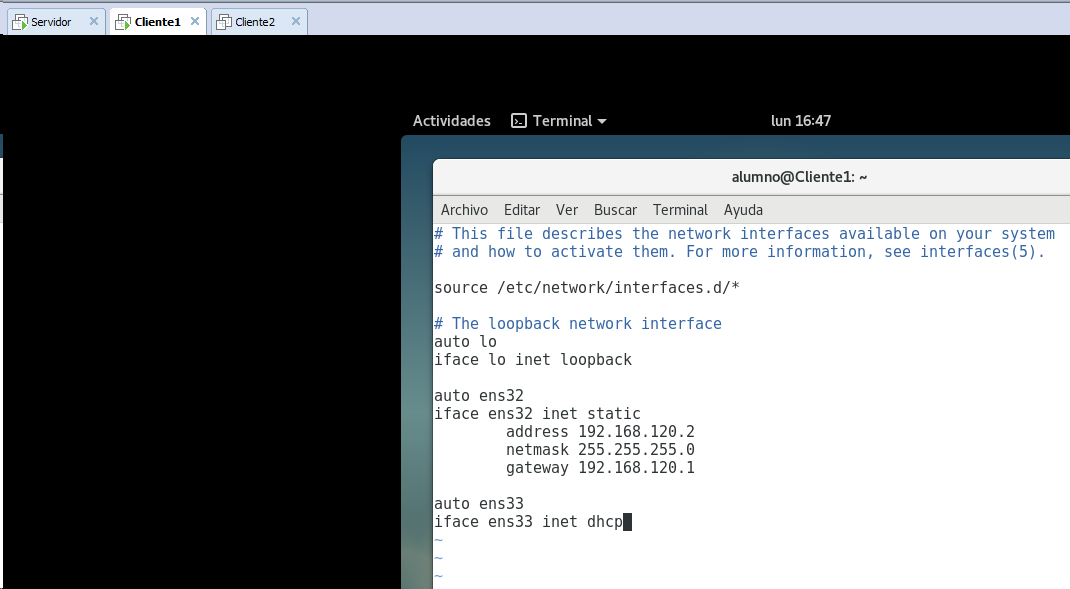 Servidor
Cliente1
Cliente2
Actividades Terminal lun 16:47
alumno@Cliente1: ~
Archivo Editar Ver Buscar Terminal Ayuda
# This file describes the network interfaces available on your system
# and how to activate them. For more information, see interfaces(5).
source /etc/network/interfaces.d/*
# The loopback network interface
auto lo
iface lo inet loopback
auto ens32
iface ens32 inet static
address 192.168.120.2
netmask 255.255.255.0
gateway 192.168.120.1
auto ens33
iface ens33 inet dhcp
~
~
~